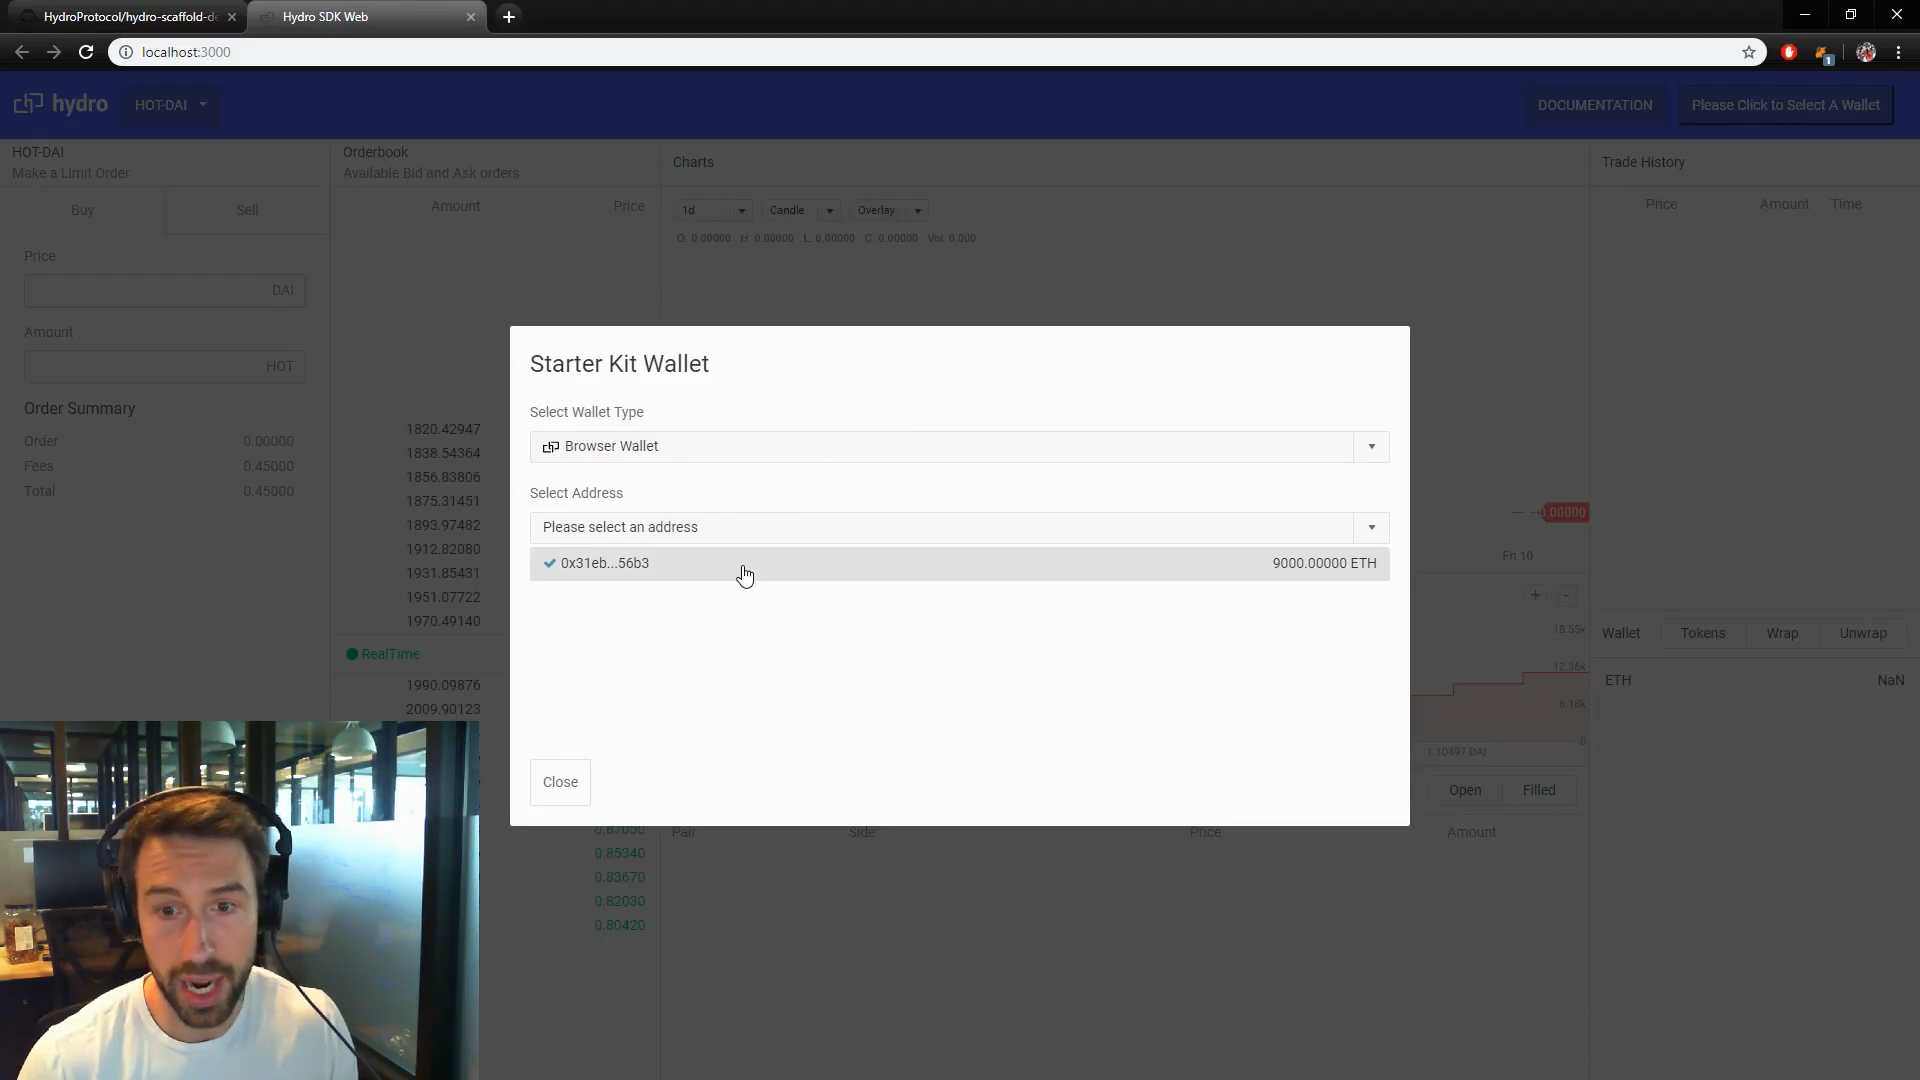 HydroProtocol/hydro-scaffold-de
Hydro SDK Web
localhost:3000
1
hydro
HOT-DAI
DOCUMENTATION
Please Click to Select A Wallet
HOT-DAI
Make a Limit Order
Buy
Sell
Price
DAI
Amount
HOT
Order Summary
Order 0.00000
Fees 0.45000
Total 0.45000
Orderbook
Available Bid and Ask orders
Amount Price
1820.42947
1838.54364
1856.83806
1875.31451
1893.97482
1912.82080
1931.85431
1951.07722
1970.49140
RealTime
1990.09876
2009.90123
0.87050
0.85340
0.83670
0.82030
0.80420
Charts
1d
Candle
Overlay
O: 0.00000 H: 0.00000 L: 0.00000 C: 0.00000 Vol: 0.000
Starter Kit Wallet
Select Wallet Type
Browser Wallet
Select Address
Please select an address
0x31eb...56b3 9000.00000 ETH
Close
0.00000
Fri 10
+ -
18.55k
12.36k
6.18k
0
1.10497 DAI
Open
Filled
Pair Side Price Amount
Trade History
Price Amount Time
Wallet
Tokens
Wrap
Unwrap
ETH NaN